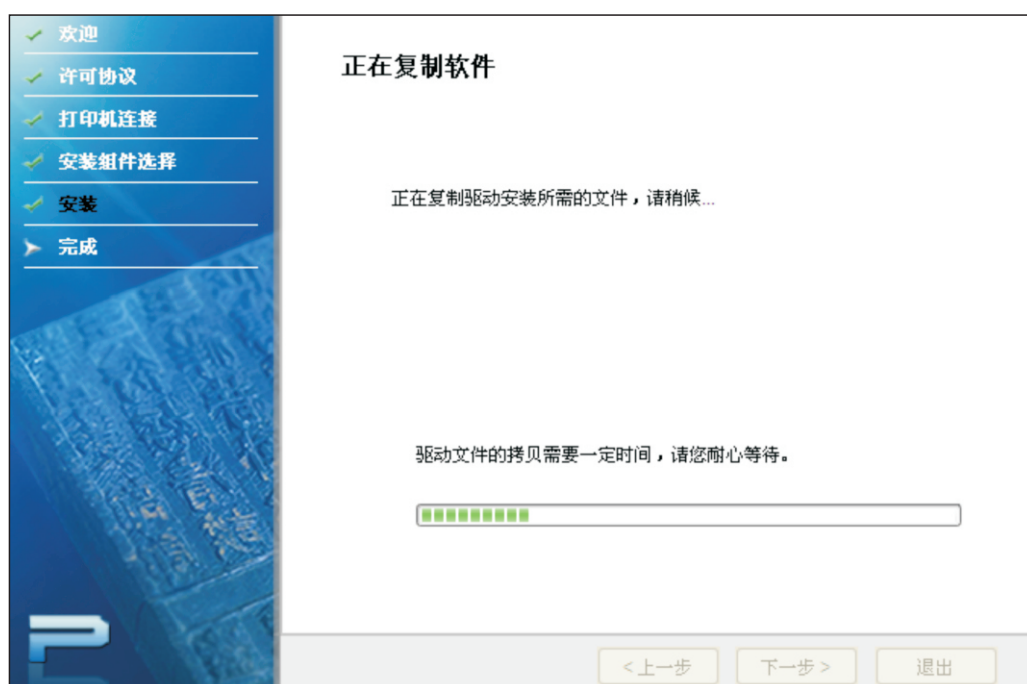 欢迎
许可协议
打印机连接
安装组件选择
安装
完成
正在复制软件
正在复制驱动安装所需的文件，请稍候...
驱动文件的拷贝需要一定时间，请您耐心等待。
<上一步
下一步>
退出